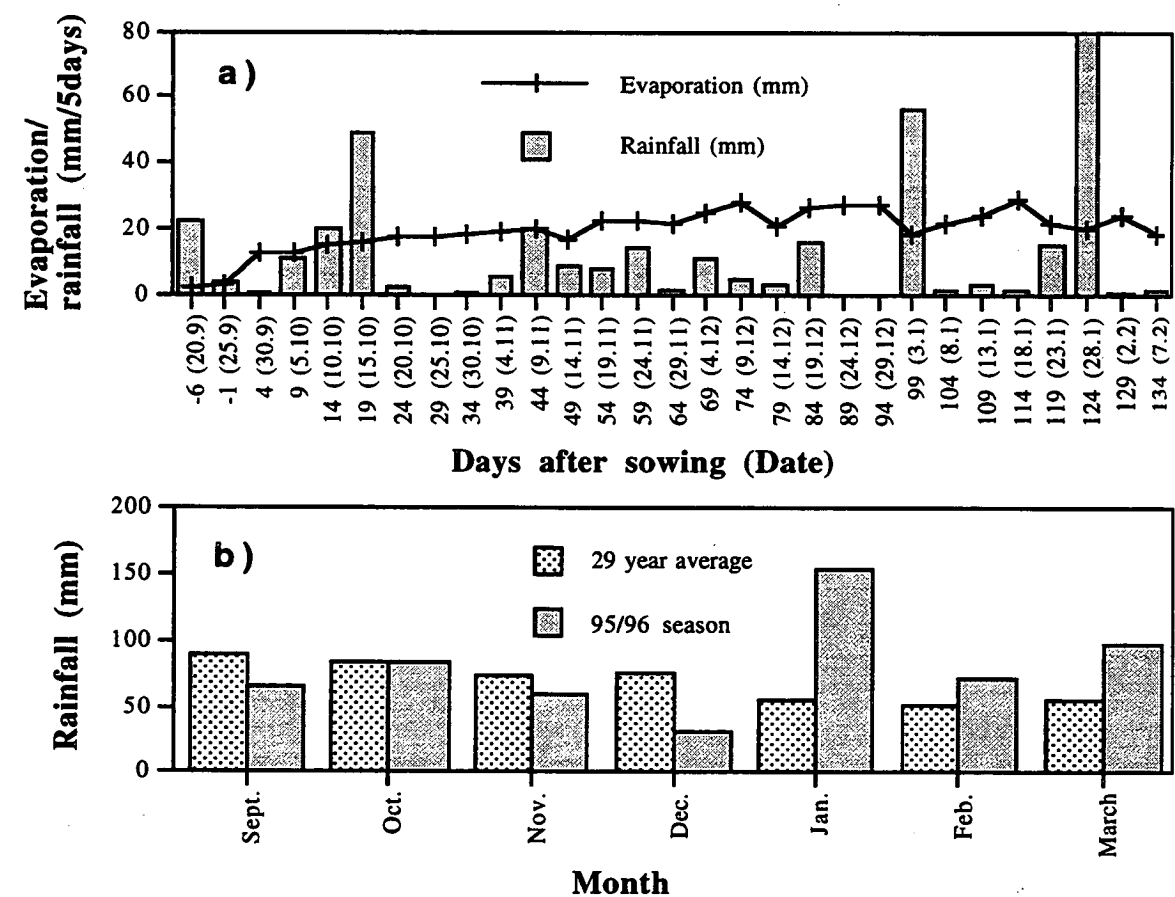 Evaporation/
rainfall (mm/5days)
80
60
40
20
0
a)
Evaporation (mm)
Rainfall (mm)
-6 (20.9)
-1 (25.9)
4 (30.9)
9 (5.10)
14 (10.10)
19 (15.10)
24 (20.10)
29 (25.10)
34 (30.10)
39 (4.11)
44 (9.11)
49 (14.11)
54 (19.11)
59 (24.11)
64 (29.11)
69 (4.12)
74 (9.12)
79 (14.12)
84 (19.12)
89 (24.12)
94 (29.12)
99 (3.1)
104 (8.1)
109 (13.1)
114 (18.1)
119 (23.1)
124 (28.1)
129 (2.2)
134 (7.2)
Days after sowing (Date)
Rainfall (mm)
200
150
100
50
0
b)
29 year average
95/96 season
Sept.
Oct.
Nov.
Dec.
Jan.
Feb.
March
Month